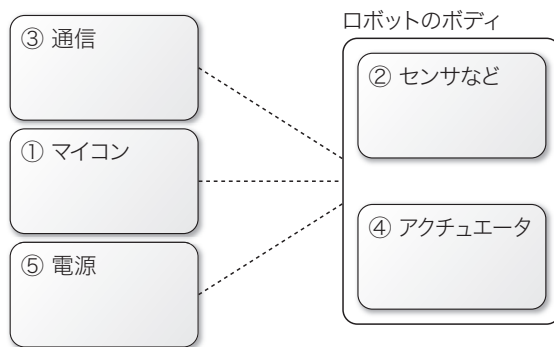 ③ 通信
① マイコン
⑤ 電源
ロボットのボディ
② センサなど
④ アクチュエータ